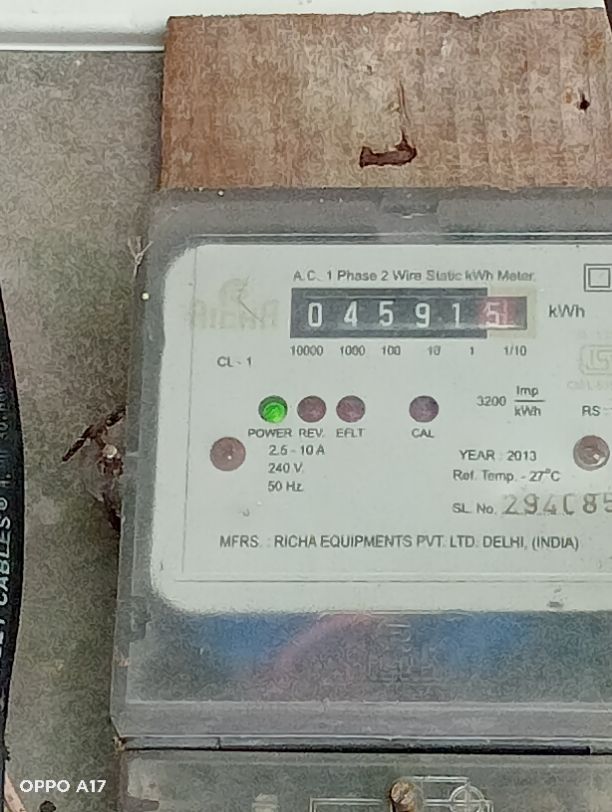 A.C. 1 Phase 2 Wire Static kWh Meter
0 4 5 9 1 5 kWh
10000 1000 100 10 1 1/10
CL - 1
3200 Imp/kWh
POWER REV. EFLT CAL
RS
2.5 - 10 A
240 V.
50 Hz.
YEAR : 2013
Ref. Temp. - 27°C
SL. No. 294C85
MFRS. : RICHA EQUIPMENTS PVT. LTD. DELHI, (INDIA)
CABLES®
OPPO A17